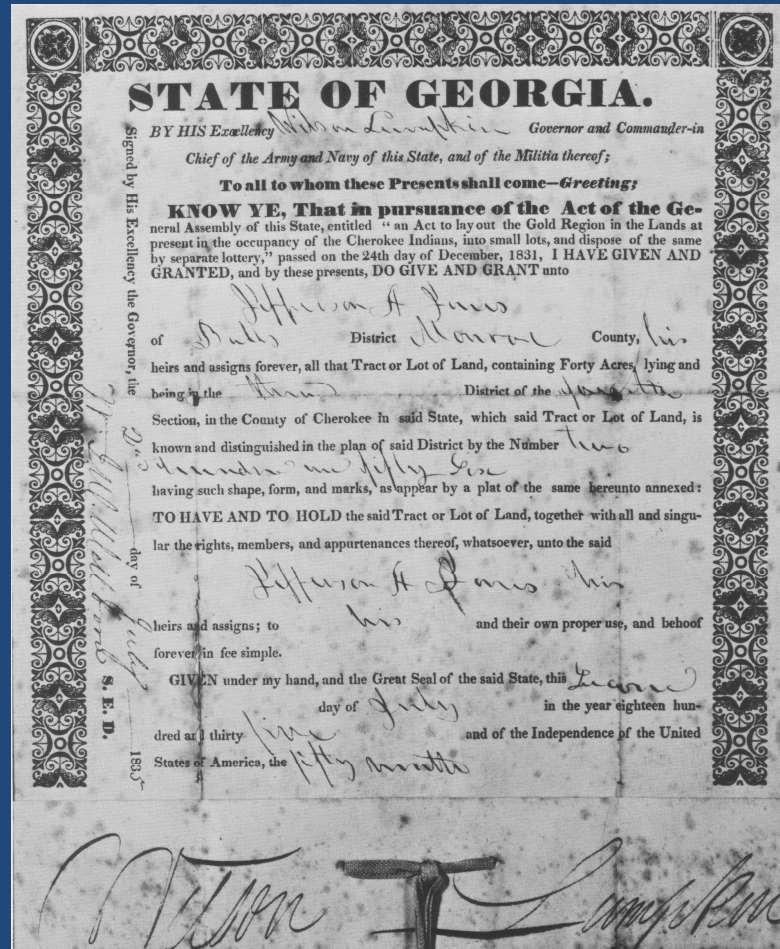 STATE OF GEORGIA.
BY HIS Excellency Wilson Lumpkin Governor and Commander-in
Chief of the Army and Navy of this State, and of the Militia thereof;
To all to whom these Presents shall come—Greeting;
KNOW YE, That in pursuance of the Act of the Ge-
neral Assembly of this State, entitled "an Act to lay out the Gold Region in the Lands at
present in the occupancy of the Cherokee Indians, into small lots, and dispose of the same
by separate lottery," passed on the 24th day of December, 1831, I HAVE GIVEN AND
GRANTED, and by these presents, DO GIVE AND GRANT unto
Jefferson A Jones
of Butts District Monroe County, his
heirs and assigns forever, all that Tract or Lot of Land, containing Forty Acres, lying and
being in the District of the fourth
Section, in the County of Cherokee in said State, which said Tract or Lot of Land, is
known and distinguished in the plan of said District by the Number two
hundred and fifty
having such shape, form, and marks, as appear by a plat of the same hereunto annexed:
TO HAVE AND TO HOLD the said Tract or Lot of Land, together with all and singu-
lar the rights, members, and appurtenances thereof, whatsoever, unto the said
Jefferson A Jones his
heirs and assigns; to his and their own proper use, and behoof
forever in fee simple.
GIVEN under my hand, and the Great Seal of the said State, this Second
day of July in the year eighteen hun-
dred and thirty five and of the Independence of the United
States of America, the fifty ninth
Signed by His Excellency the Governor, the 2d day of July 1835
S. E. D.
Wilson Lumpkin